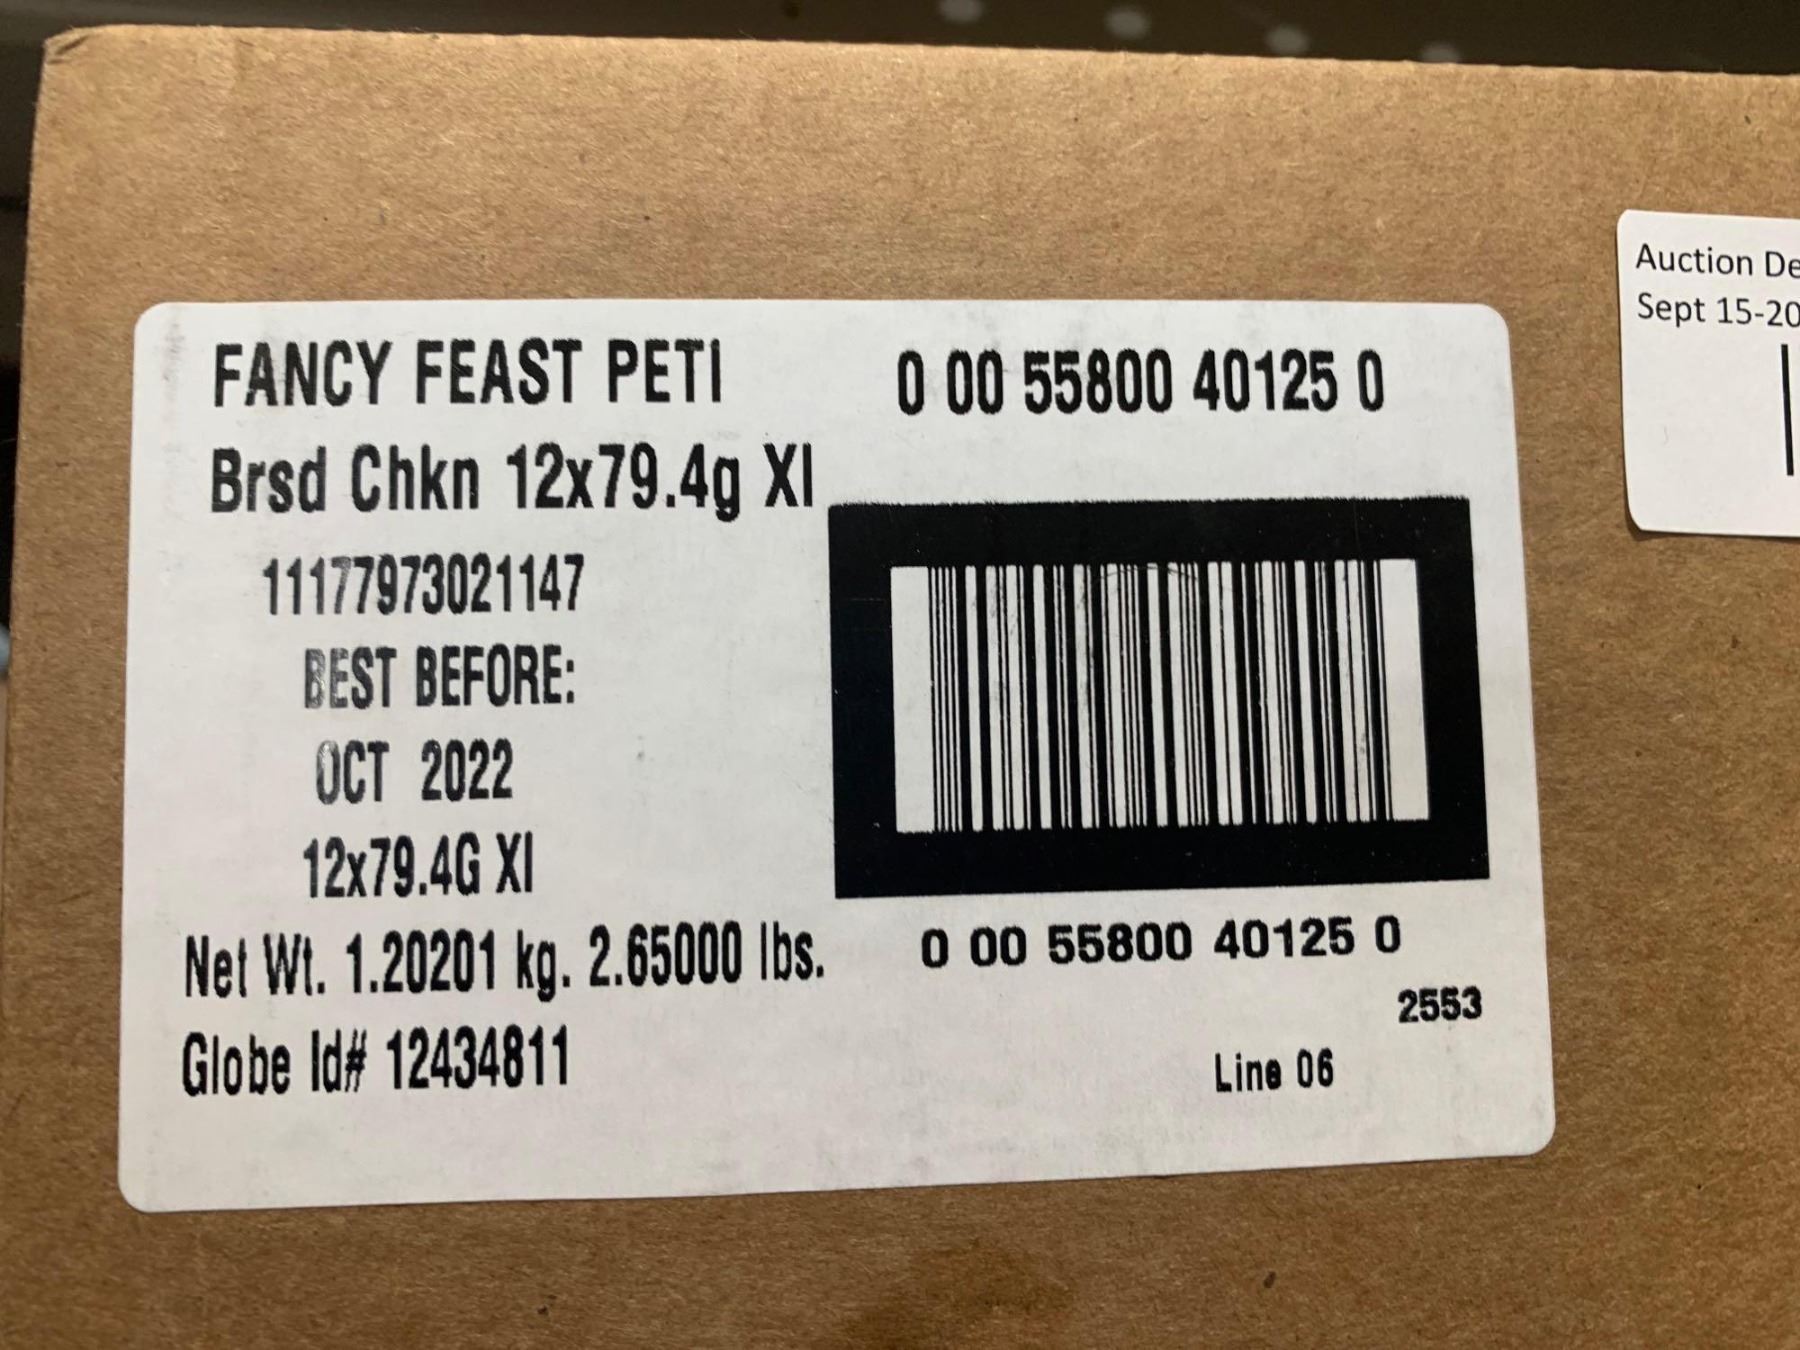 FANCY FEAST PETI
0 00 55800 40125 0
Brsd Chkn 12x79.4g XI
11177973021147
BEST BEFORE:
OCT 2022
12x79.4G XI
Net Wt. 1.20201 kg. 2.65000 lbs.
0 00 55800 40125 0
2553
Globe Id# 12434811
Line 06
Auction De
Sept 15-20